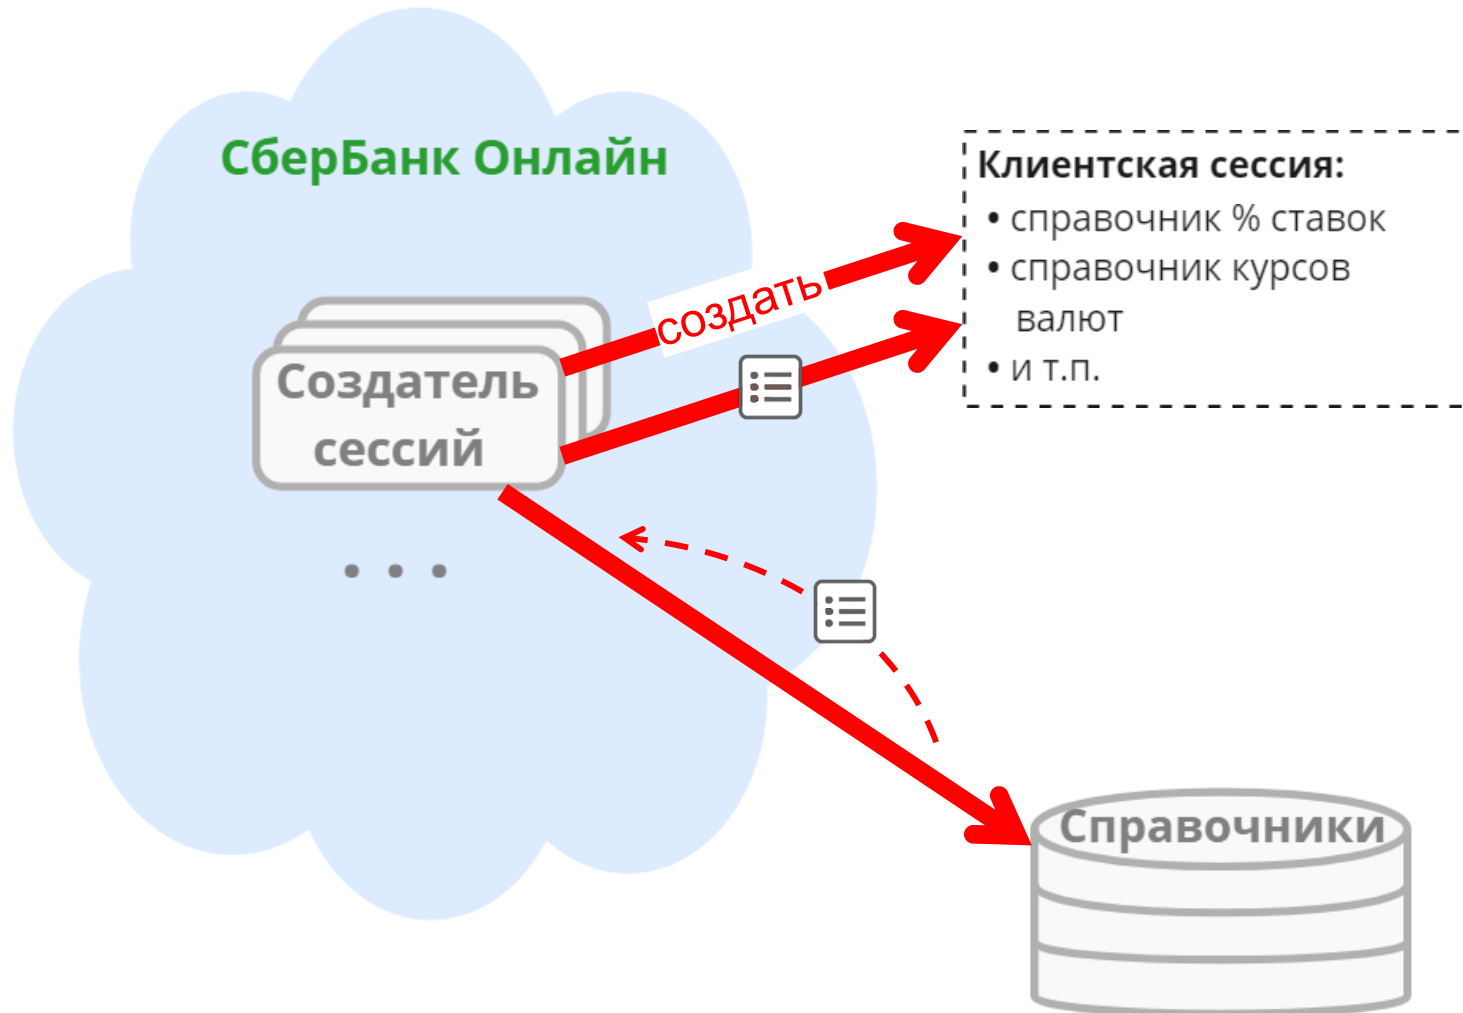 СберБанк Онлайн
Клиентская сессия:
• справочник % ставок
• справочник курсов
валют
• и т.п.
создать
Создатель
сессий
. . .
Справочники